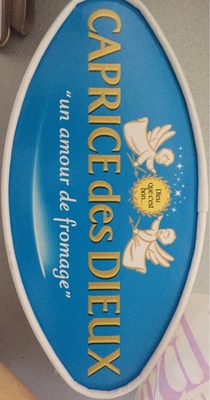 CAPRICE des DIEUX
"un amour de fromage"
Dieu
que c'est
bon...